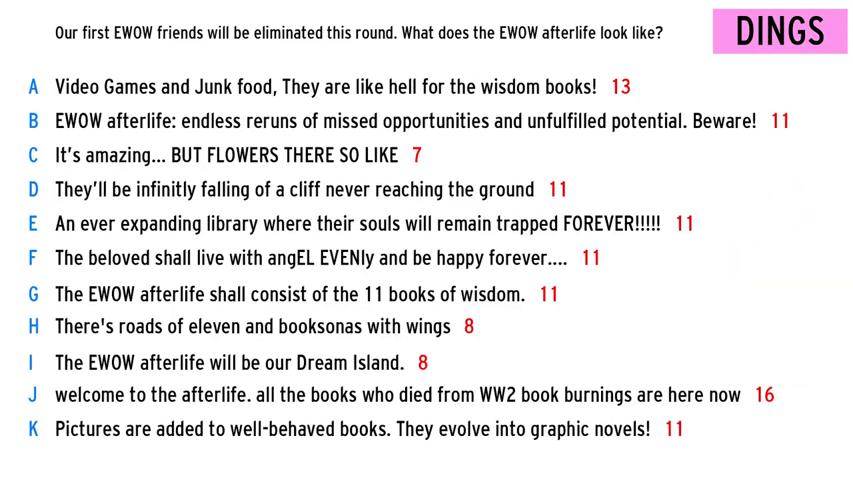 Our first EWOW friends will be eliminated this round. What does the EWOW afterlife look like?
DINGS
A Video Games and Junk food, They are like hell for the wisdom books! 13
B EWOW afterlife: endless reruns of missed opportunities and unfulfilled potential. Beware! 11
C It's amazing... BUT FLOWERS THERE SO LIKE 7
D They'll be infinitly falling of a cliff never reaching the ground 11
E An ever expanding library where their souls will remain trapped FOREVER!!!!! 11
F The beloved shall live with angEL EVENly and be happy forever.... 11
G The EWOW afterlife shall consist of the 11 books of wisdom. 11
H There's roads of eleven and booksonas with wings 8
I The EWOW afterlife will be our Dream Island. 8
J welcome to the afterlife. all the books who died from WW2 book burnings are here now 16
K Pictures are added to well-behaved books. They evolve into graphic novels! 11